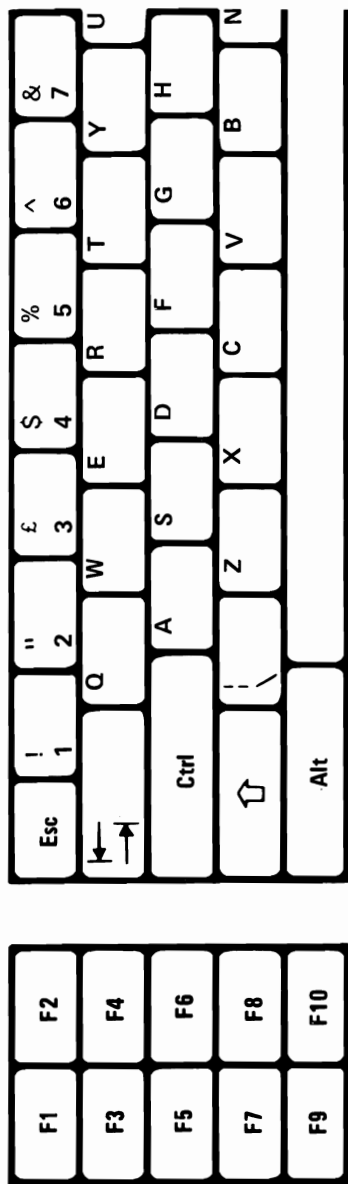 F1 F2 Esc ! " £ $ % ^ & 
1 2 3 4 5 6 7
F3 F4 Q W E R T Y U
F5 F6 Ctrl A S D F G H
F7 F8 ⇧ ¦ \ Z X C V B N
F9 F10 Alt